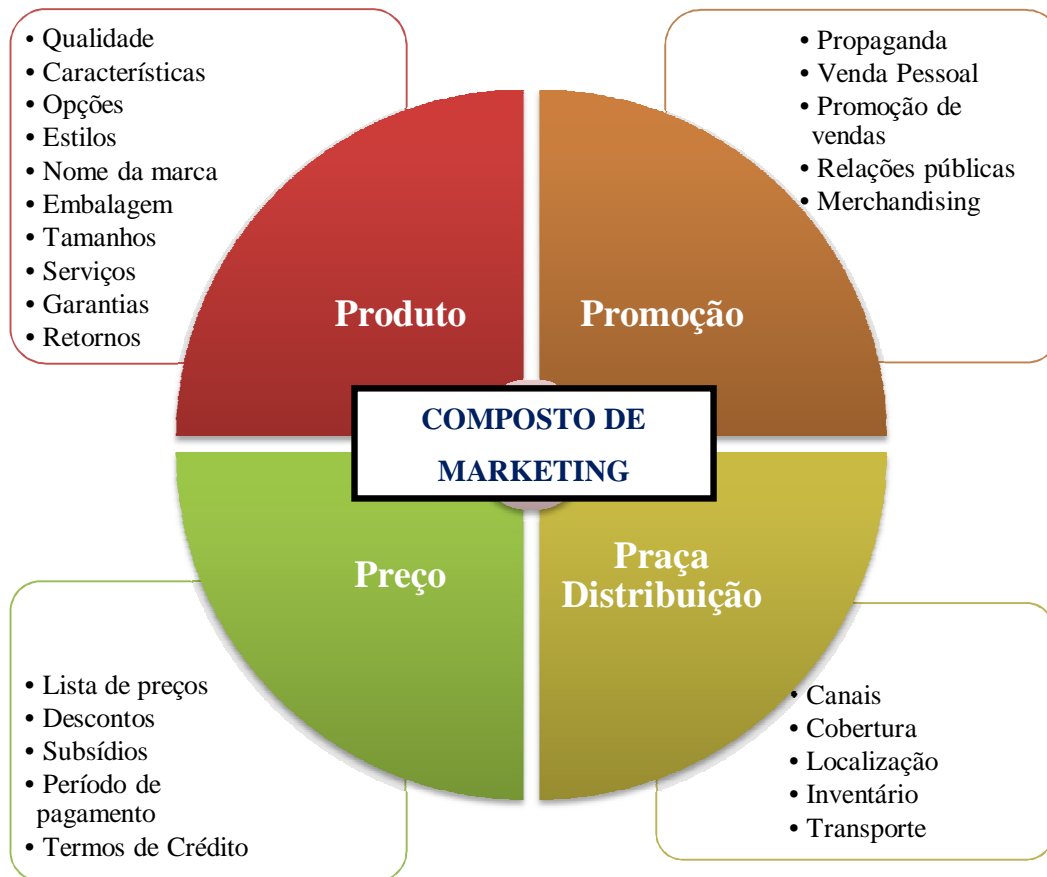 • Qualidade
• Características
• Opções
• Estilos
• Nome da marca
• Embalagem
• Tamanhos
• Serviços
• Garantias
• Retornos
• Propaganda
• Venda Pessoal
• Promoção de
vendas
• Relações públicas
• Merchandising
Produto
Promoção
COMPOSTO DE
MARKETING
Preço
Praça
Distribuição
• Lista de preços
• Descontos
• Subsídios
• Período de
pagamento
• Termos de Crédito
• Canais
• Cobertura
• Localização
• Inventário
• Transporte